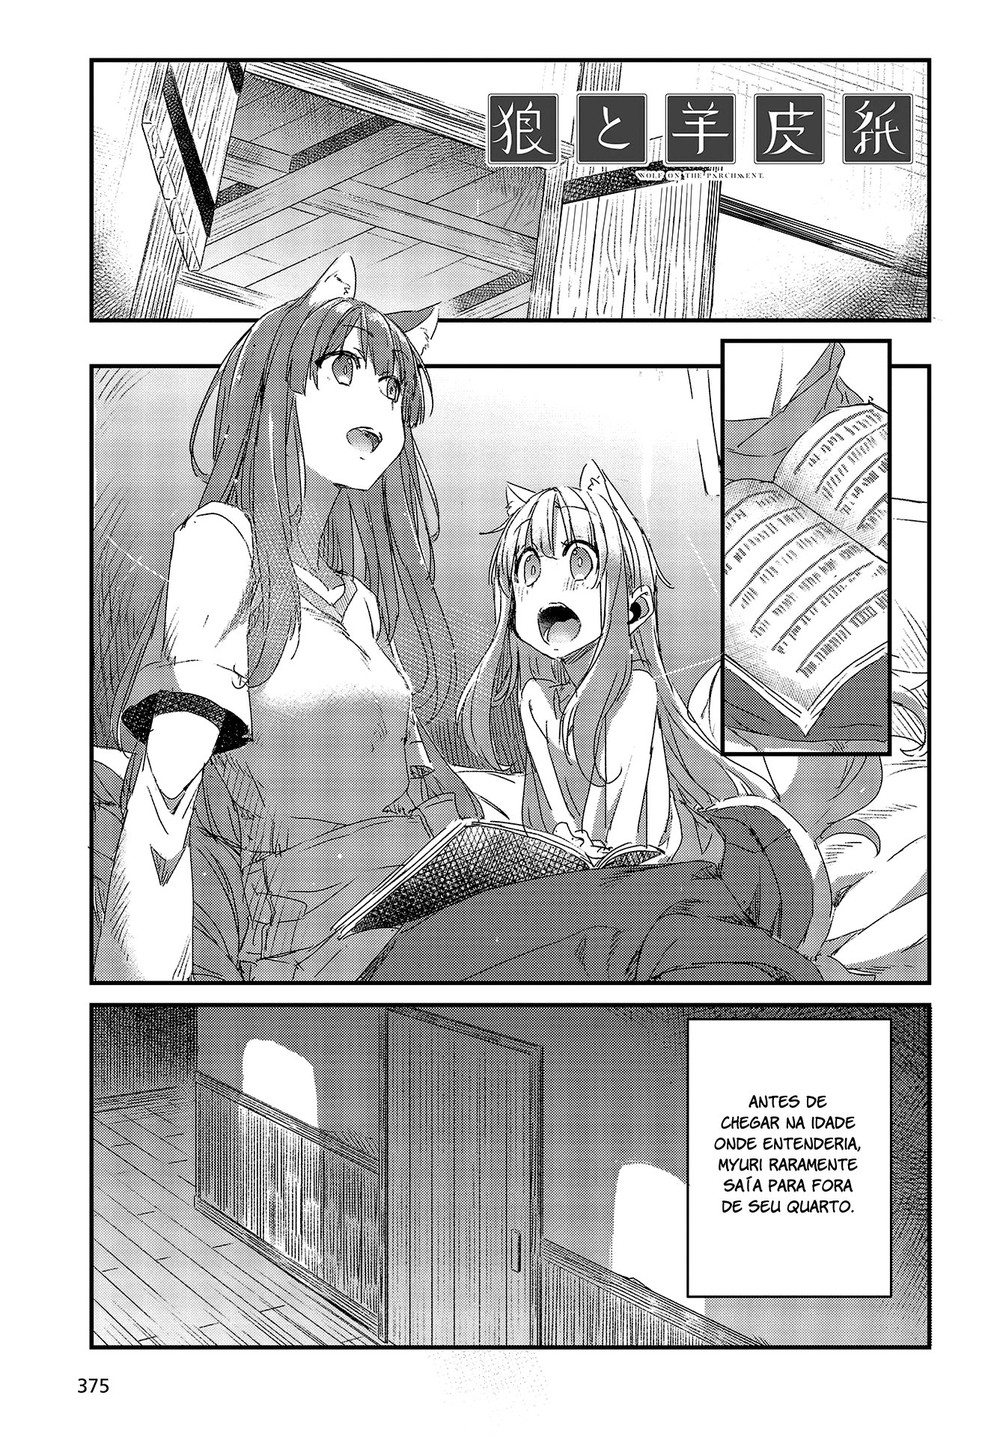 狼と羊皮紙
WOLF ON THE PARCHMENT
ANTES DE
CHEGAR NA IDADE
ONDE ENTENDERIA,
MYURI RARAMENTE
SAÍA PARA FORA
DE SEU QUARTO.
375